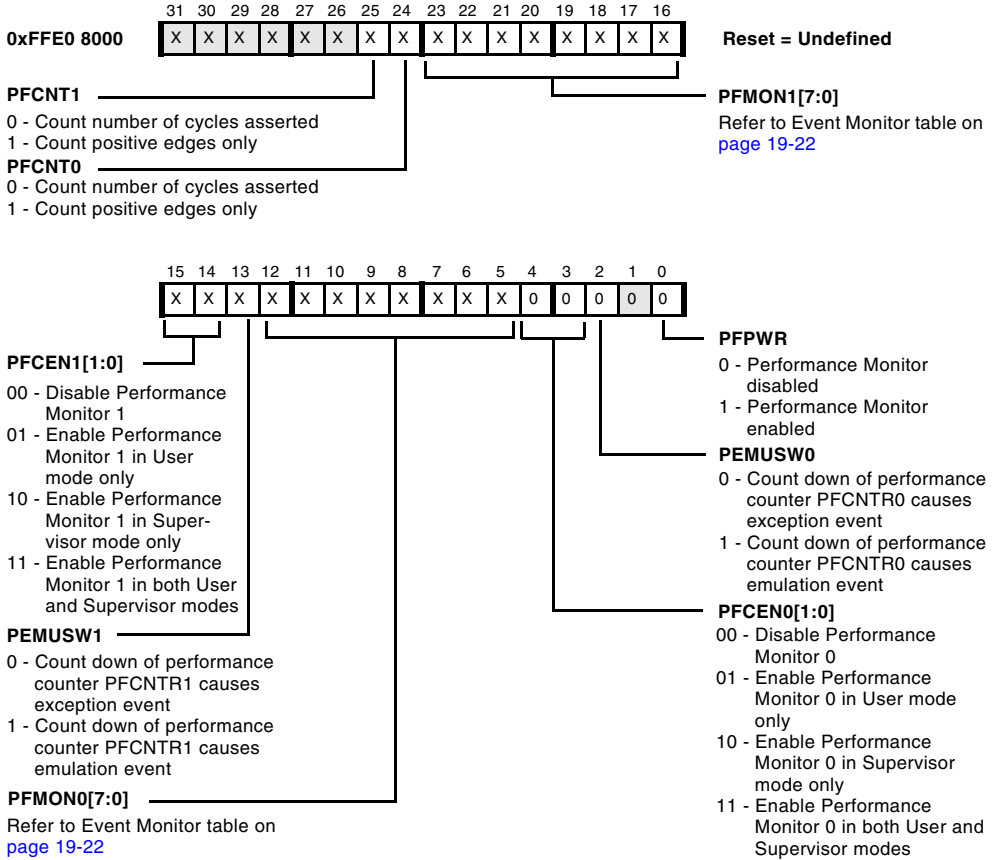 31 30 29 28 27 26 25 24 23 22 21 20 19 18 17 16
0xFFE0 8000
X X X X X X X X X X X X X X X X
Reset = Undefined
PFCNT1
0 - Count number of cycles asserted
1 - Count positive edges only
PFCNT0
0 - Count number of cycles asserted
1 - Count positive edges only
PFMON1[7:0]
Refer to Event Monitor table on
page 19-22
15 14 13 12 11 10 9 8 7 6 5 4 3 2 1 0
X X X X X X X X X X X 0 0 0 0 0
PFCEN1[1:0]
00 - Disable Performance
Monitor 1
01 - Enable Performance
Monitor 1 in User
mode only
10 - Enable Performance
Monitor 1 in Super-
visor mode only
11 - Enable Performance
Monitor 1 in both User
and Supervisor modes
PEMUSW1
0 - Count down of performance
counter PFCNTR1 causes
exception event
1 - Count down of performance
counter PFCNTR1 causes
emulation event
PFMON0[7:0]
Refer to Event Monitor table on
page 19-22
PFPWR
0 - Performance Monitor
disabled
1 - Performance Monitor
enabled
PEMUSW0
0 - Count down of performance
counter PFCNTR0 causes
exception event
1 - Count down of performance
counter PFCNTR0 causes
emulation event
PFCEN0[1:0]
00 - Disable Performance
Monitor 0
01 - Enable Performance
Monitor 0 in User mode
only
10 - Enable Performance
Monitor 0 in Supervisor
mode only
11 - Enable Performance
Monitor 0 in both User and
Supervisor modes